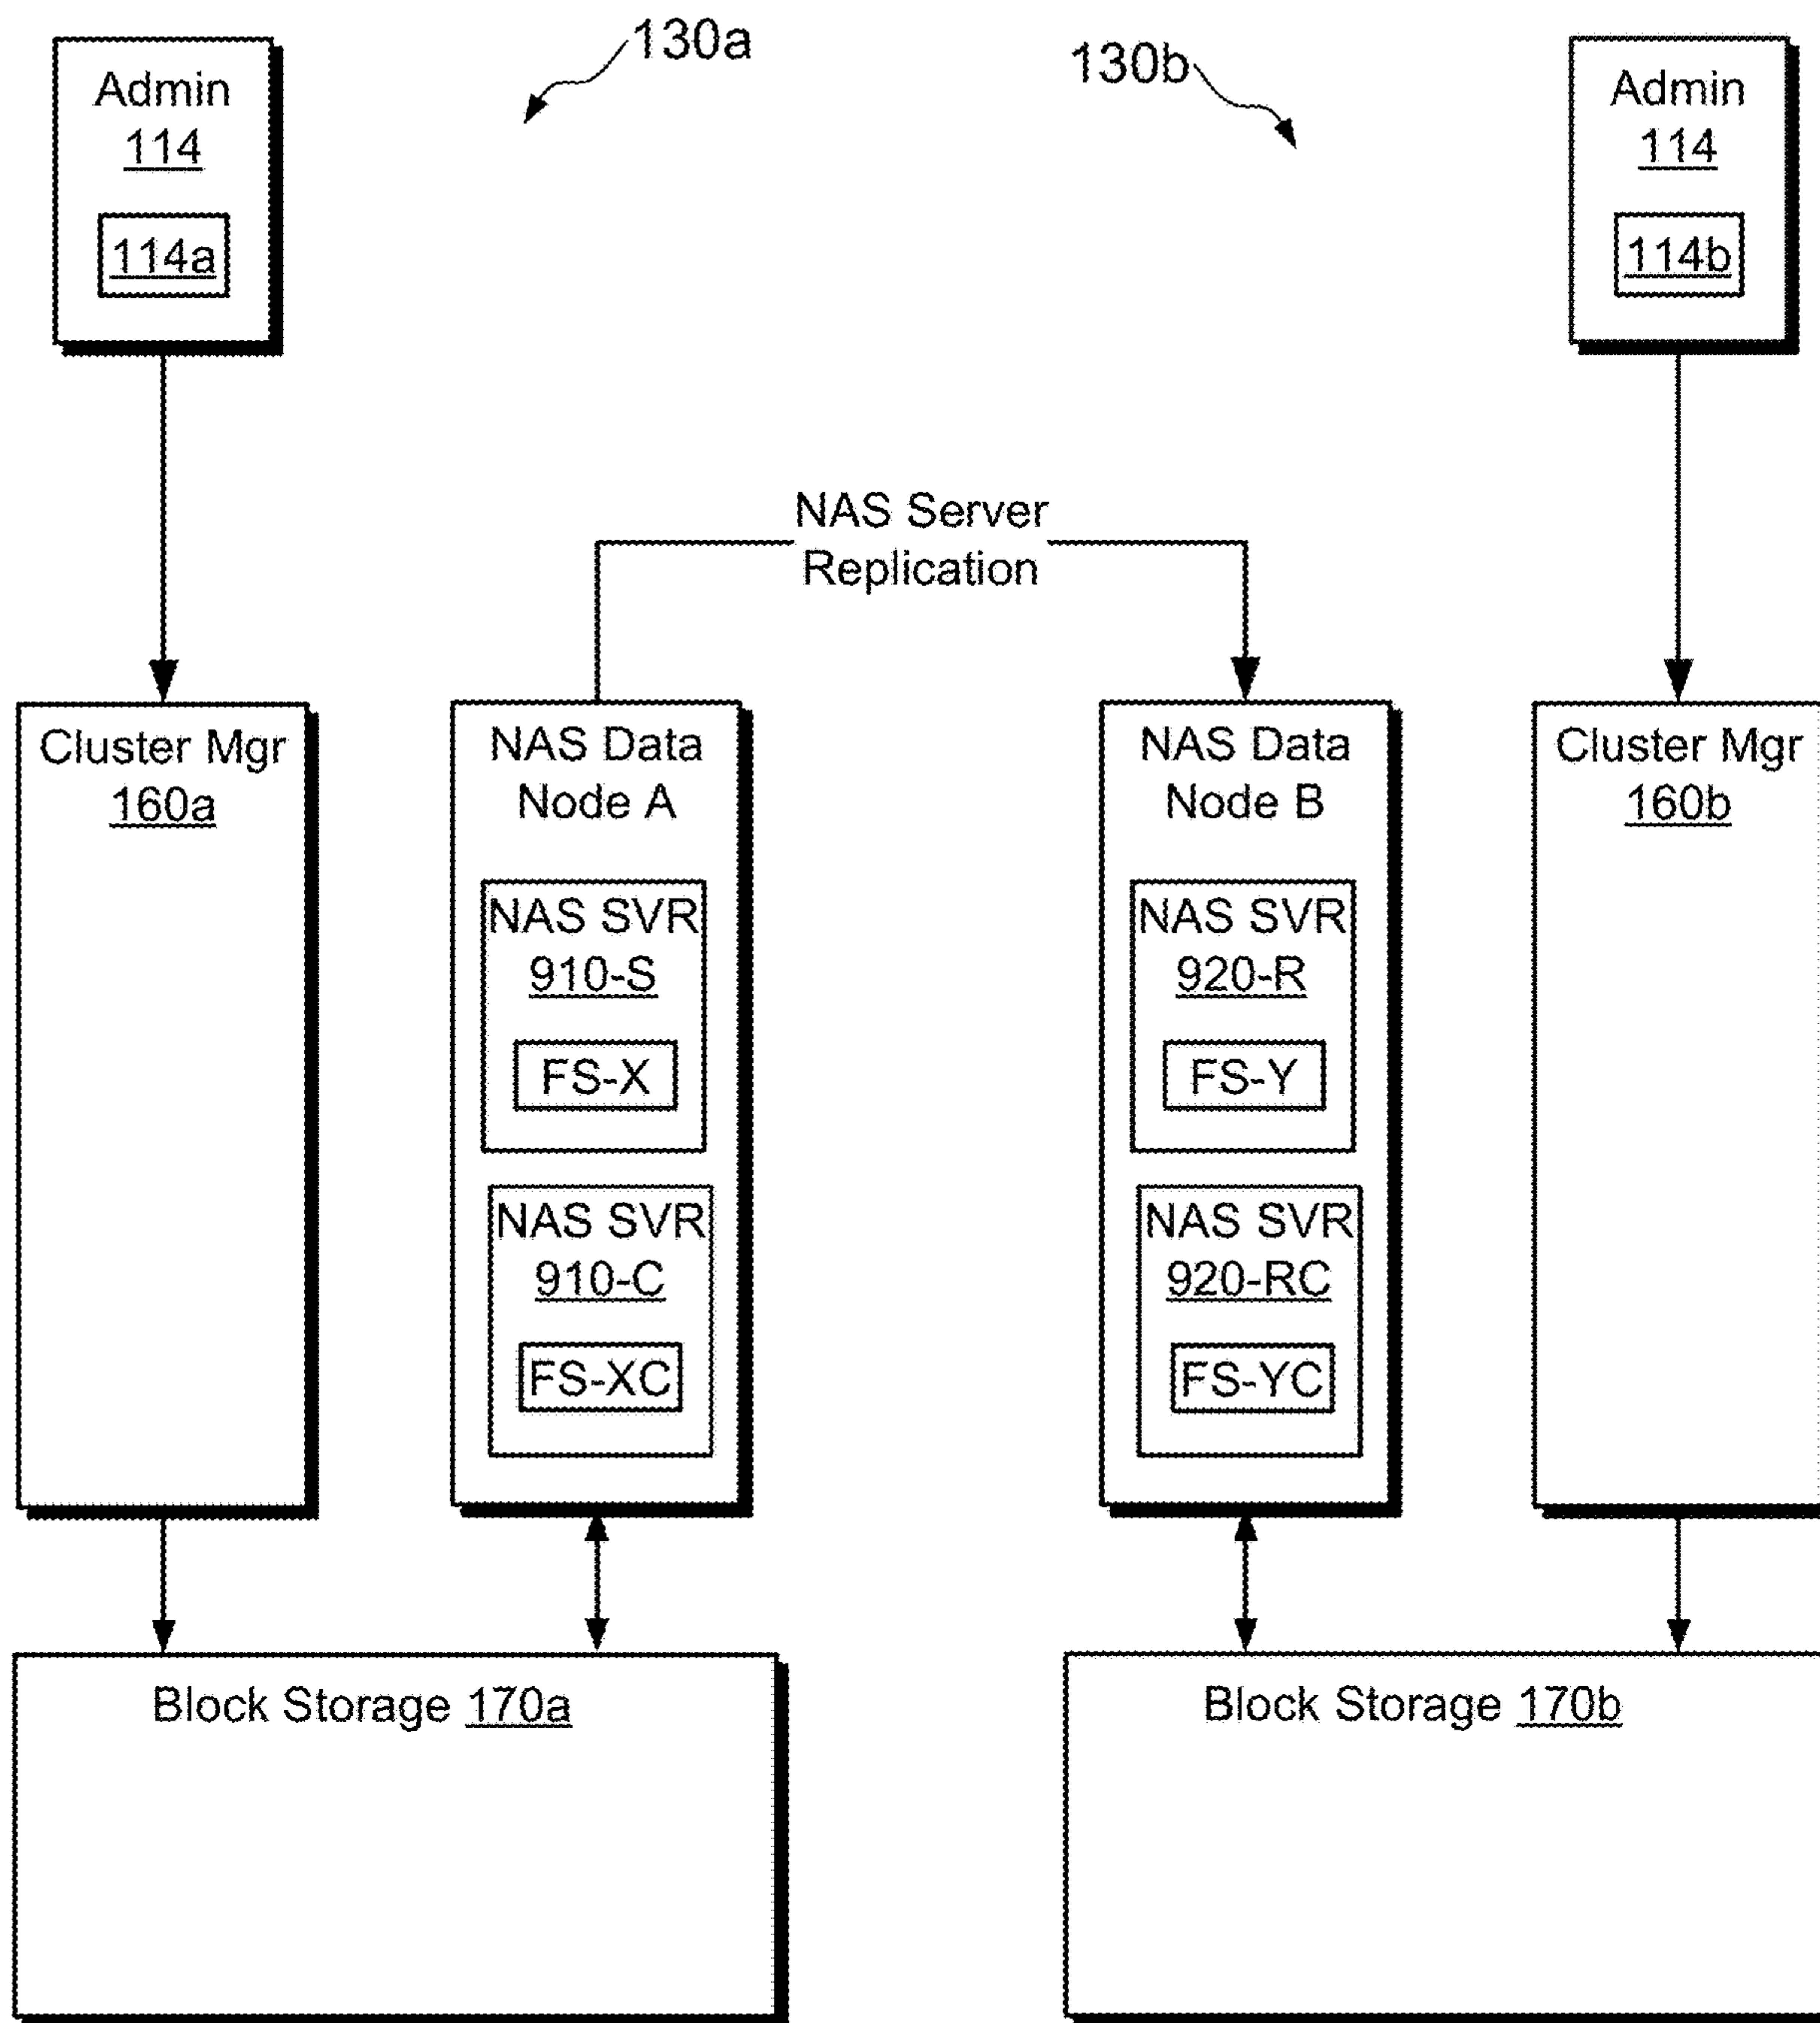 130a
130b
Admin
114
114a
Admin
114
114b
NAS Server
Replication
Cluster Mgr
160a
NAS Data
Node A
NAS SVR
910-S
FS-X
NAS SVR
910-C
FS-XC
NAS Data
Node B
NAS SVR
920-R
FS-Y
NAS SVR
920-RC
FS-YC
Cluster Mgr
160b
Block Storage 170a
Block Storage 170b